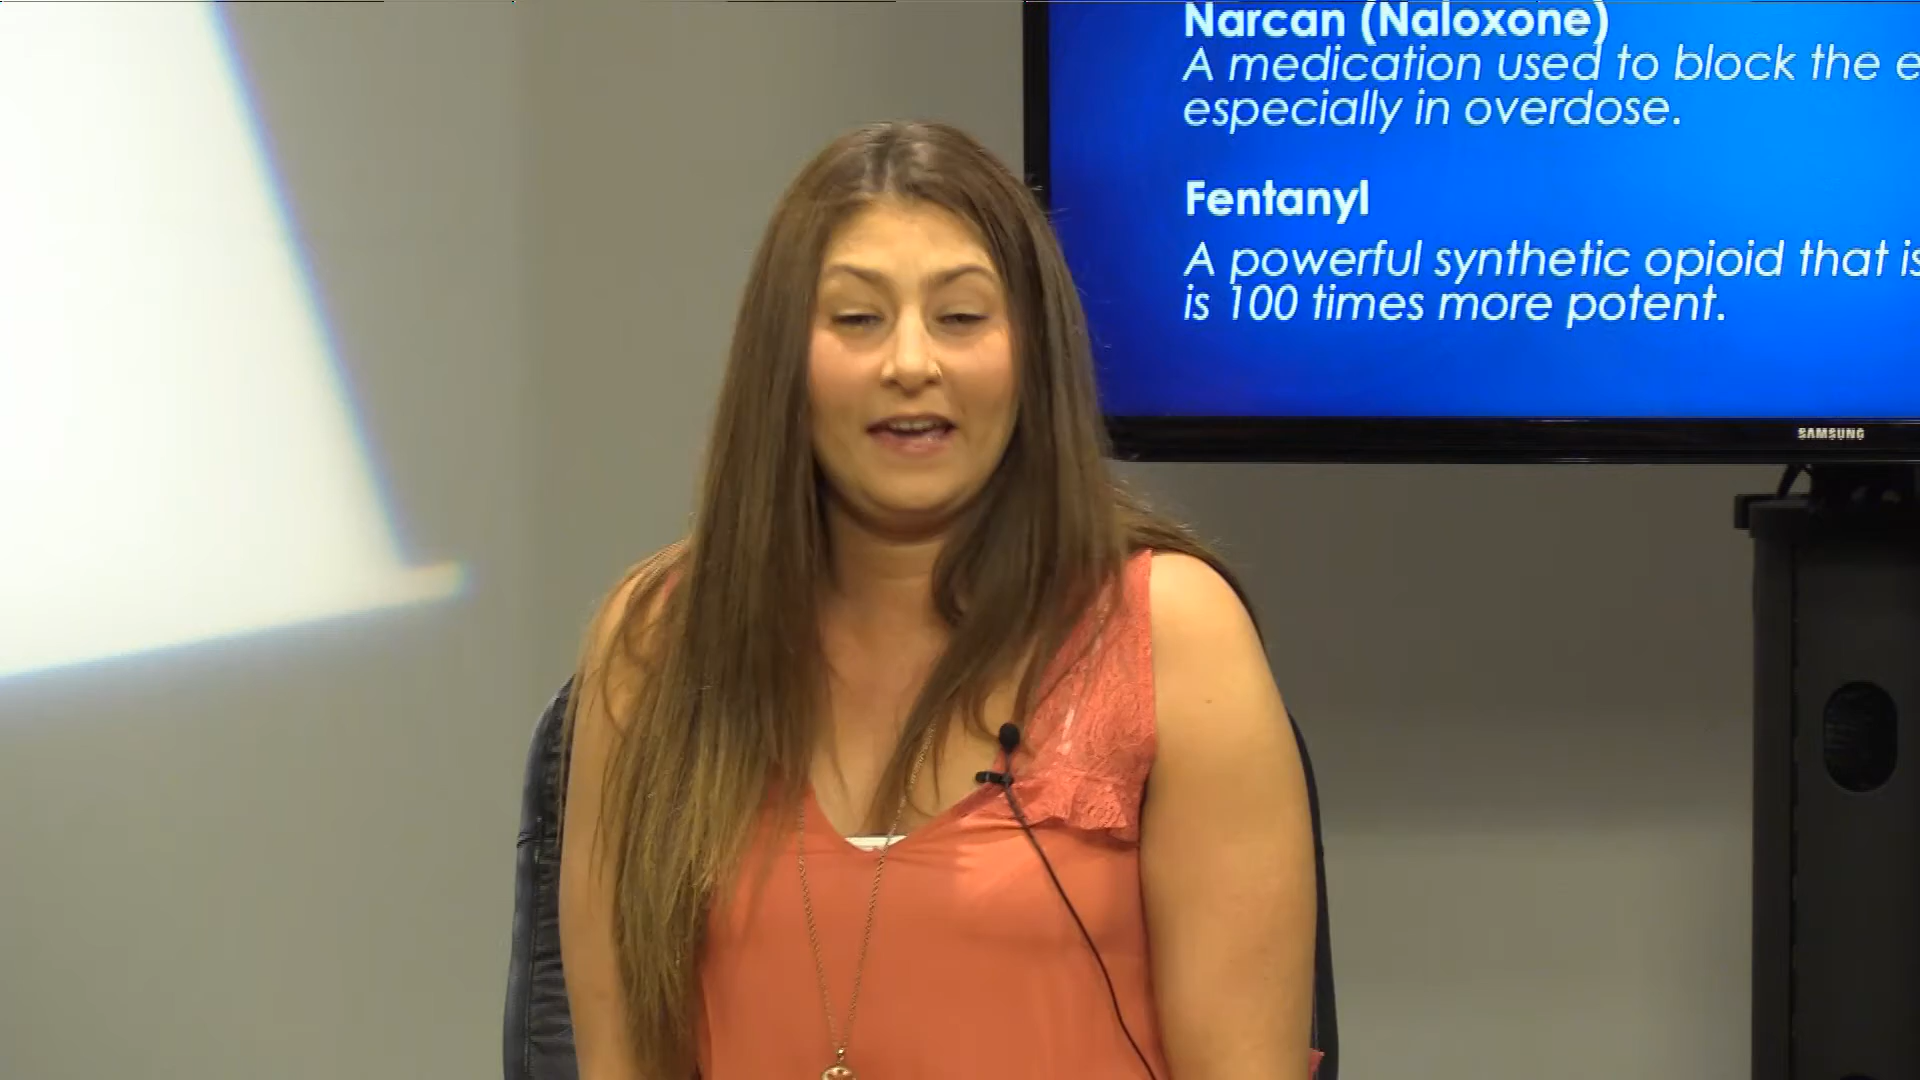 Narcan (Naloxone)
A medication used to block the
especially in overdose.
Fentanyl
A powerful synthetic opioid that is
is 100 times more potent.
SAMSUNG